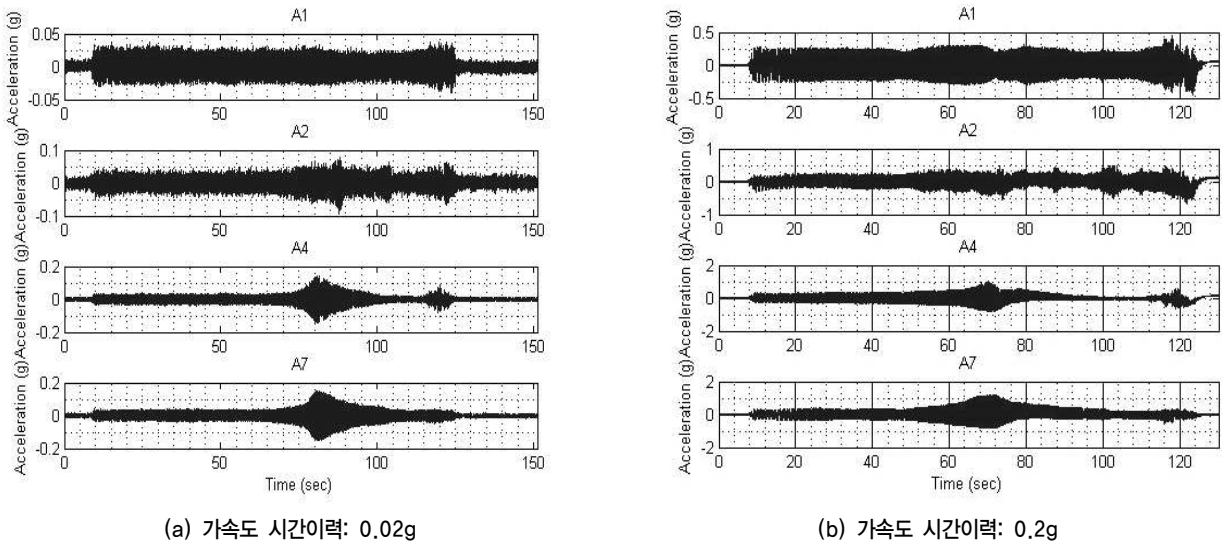 A1
Acceleration (g)
0.05
0
-0.05
0 50 100 150
A2
Acceleration (g)
0.1
0
-0.1
0 50 100 150
A4
Acceleration (g)
0.2
0
-0.2
0 50 100 150
A7
Acceleration (g)
0.2
0
-0.2
0 50 100 150
Time (sec)
(a) 가속도 시간이력: 0.02g
A1
Acceleration (g)
0.5
0
-0.5
0 20 40 60 80 100 120
A2
Acceleration (g)
1
0
-1
0 20 40 60 80 100 120
A4
Acceleration (g)
2
0
-2
0 20 40 60 80 100 120
A7
Acceleration (g)
2
0
-2
0 20 40 60 80 100 120
Time (sec)
(b) 가속도 시간이력: 0.2g